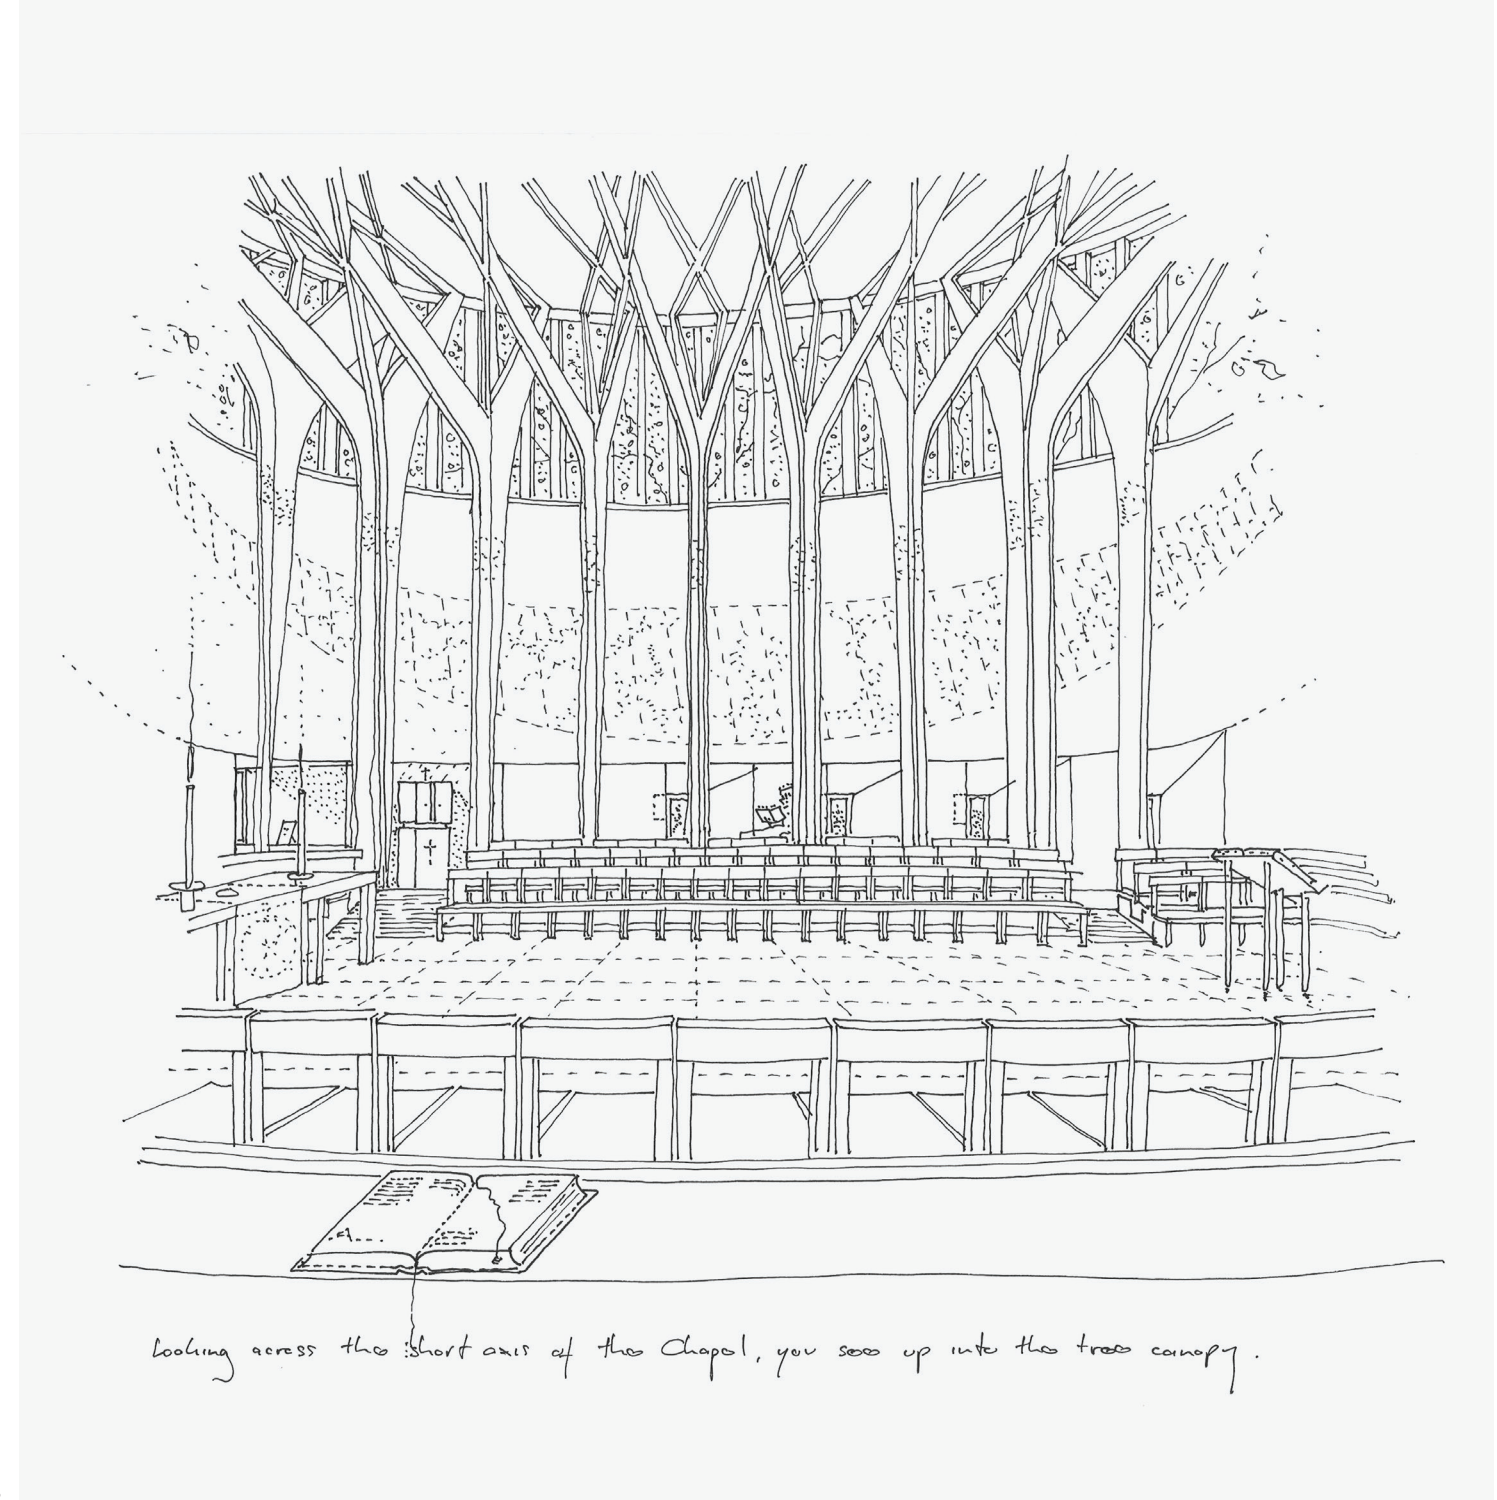 Looking across the short axis of the Chapel, you see up into the tree canopy.